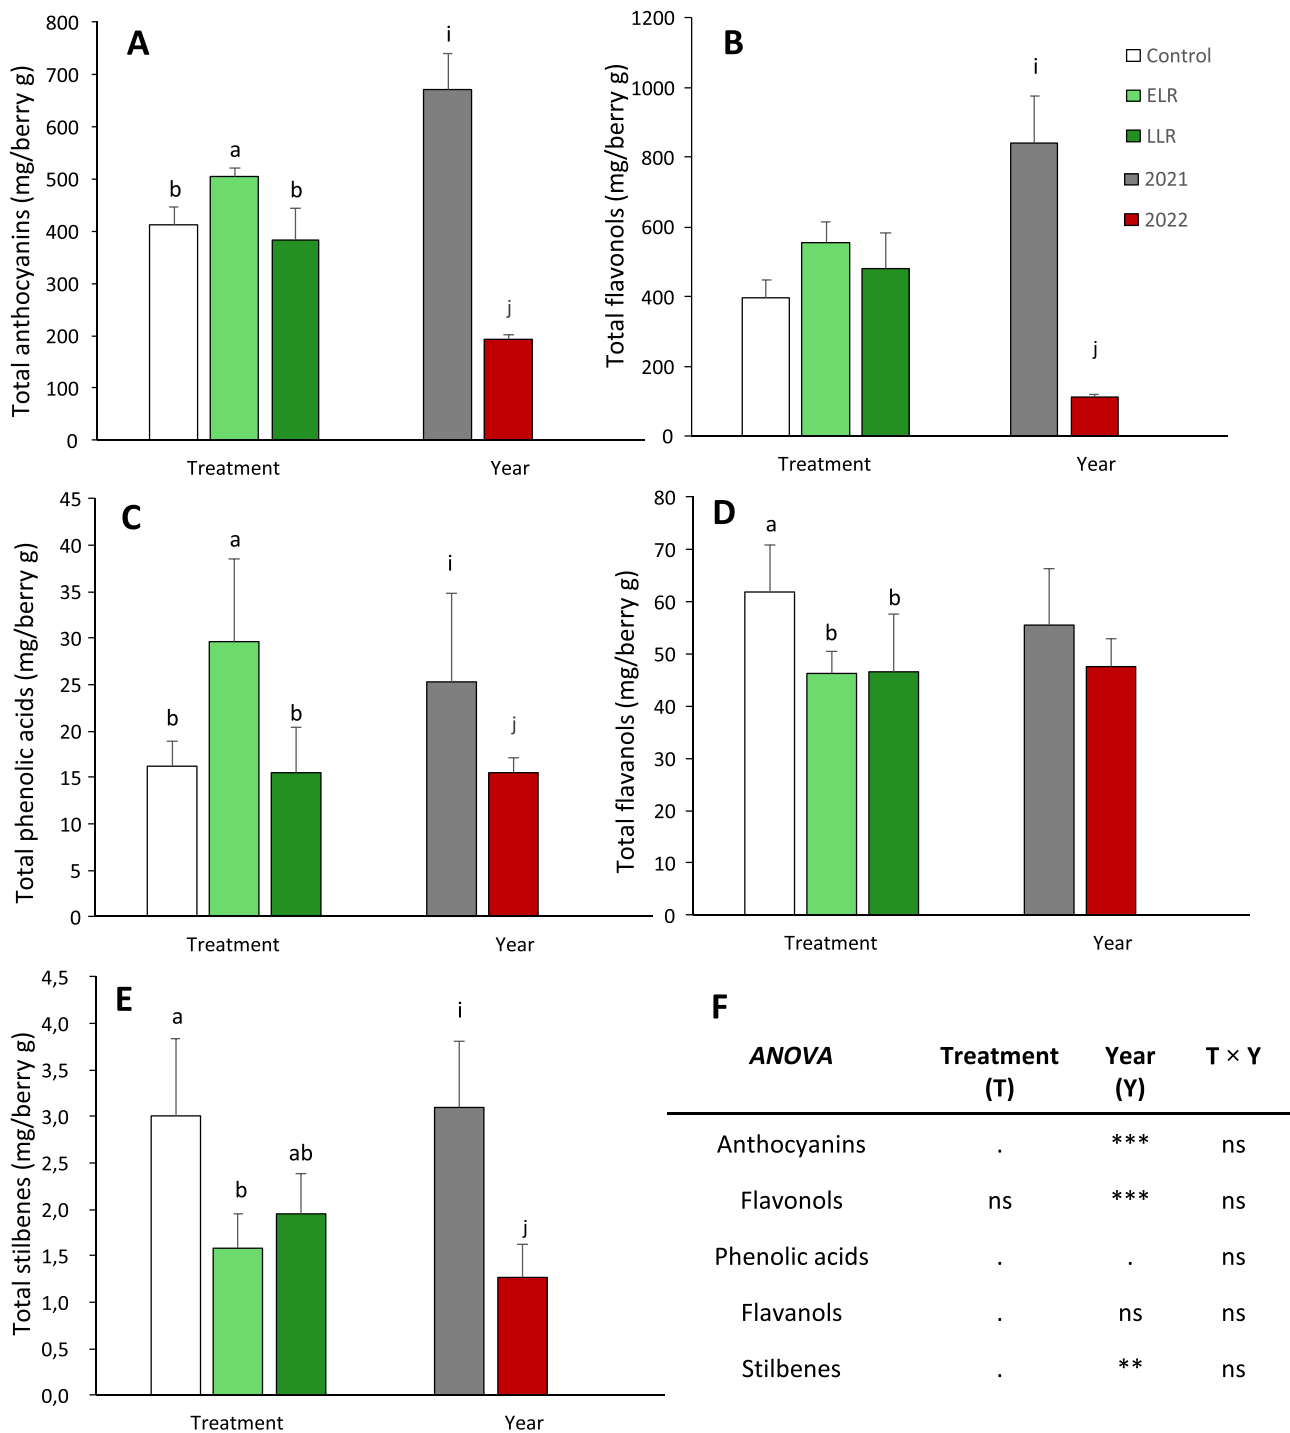 A
Total anthocyanins (mg/berry g)
800
700
600
500
400
300
200
100
0
b
a
b
i
j
Treatment
Year
B
Total flavonols (mg/berry g)
1200
1000
800
600
400
200
0
i
j
Treatment
Year
Control
ELR
LLR
2021
2022
C
Total phenolic acids (mg/berry g)
45
40
35
30
25
20
15
10
5
0
b
a
b
i
j
Treatment
Year
D
Total flavanols (mg/berry g)
80
70
60
50
40
30
20
10
0
a
b
b
Treatment
Year
E
Total stilbenes (mg/berry g)
4,5
4,0
3,5
3,0
2,5
2,0
1,5
1,0
0,5
0,0
a
b
ab
i
j
Treatment
Year
F
ANOVA Treatment (T) Year (Y) T × Y
Anthocyanins . *** ns
Flavonols ns *** ns
Phenolic acids . . ns
Flavanols . ns ns
Stilbenes . ** ns